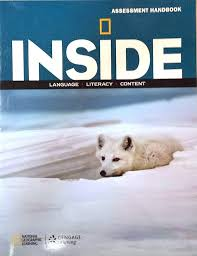 ASSESSMENT HANDBOOK
INSIDE
LANGUAGE • LITERACY • CONTENT
NATIONAL
GEOGRAPHIC
LEARNING
CENGAGE
Learning